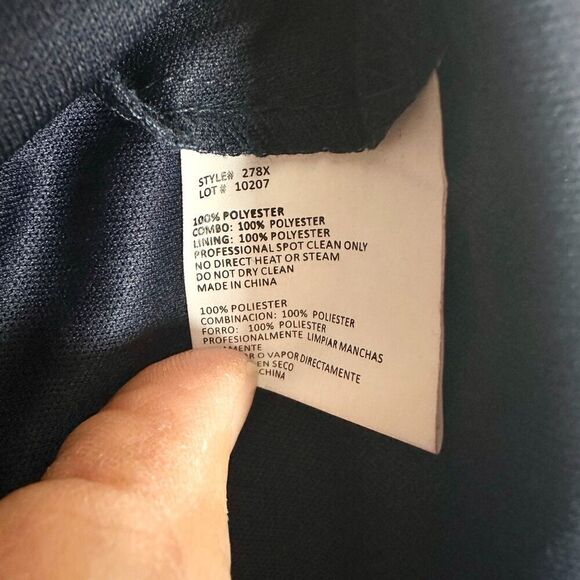 STYLE# 278X
LOT # 10207
100% POLYESTER
COMBO: 100% POLYESTER
LINING: 100% POLYESTER
PROFESSIONAL SPOT CLEAN ONLY
NO DIRECT HEAT OR STEAM
DO NOT DRY CLEAN
MADE IN CHINA
100% POLIESTER
COMBINACION: 100% POLIESTER
FORRO: 100% POLIESTER
PROFESIONALMENTE LIMPIAR MANCHAS
O VAPOR DIRECTAMENTE
EN SECO
CHINA